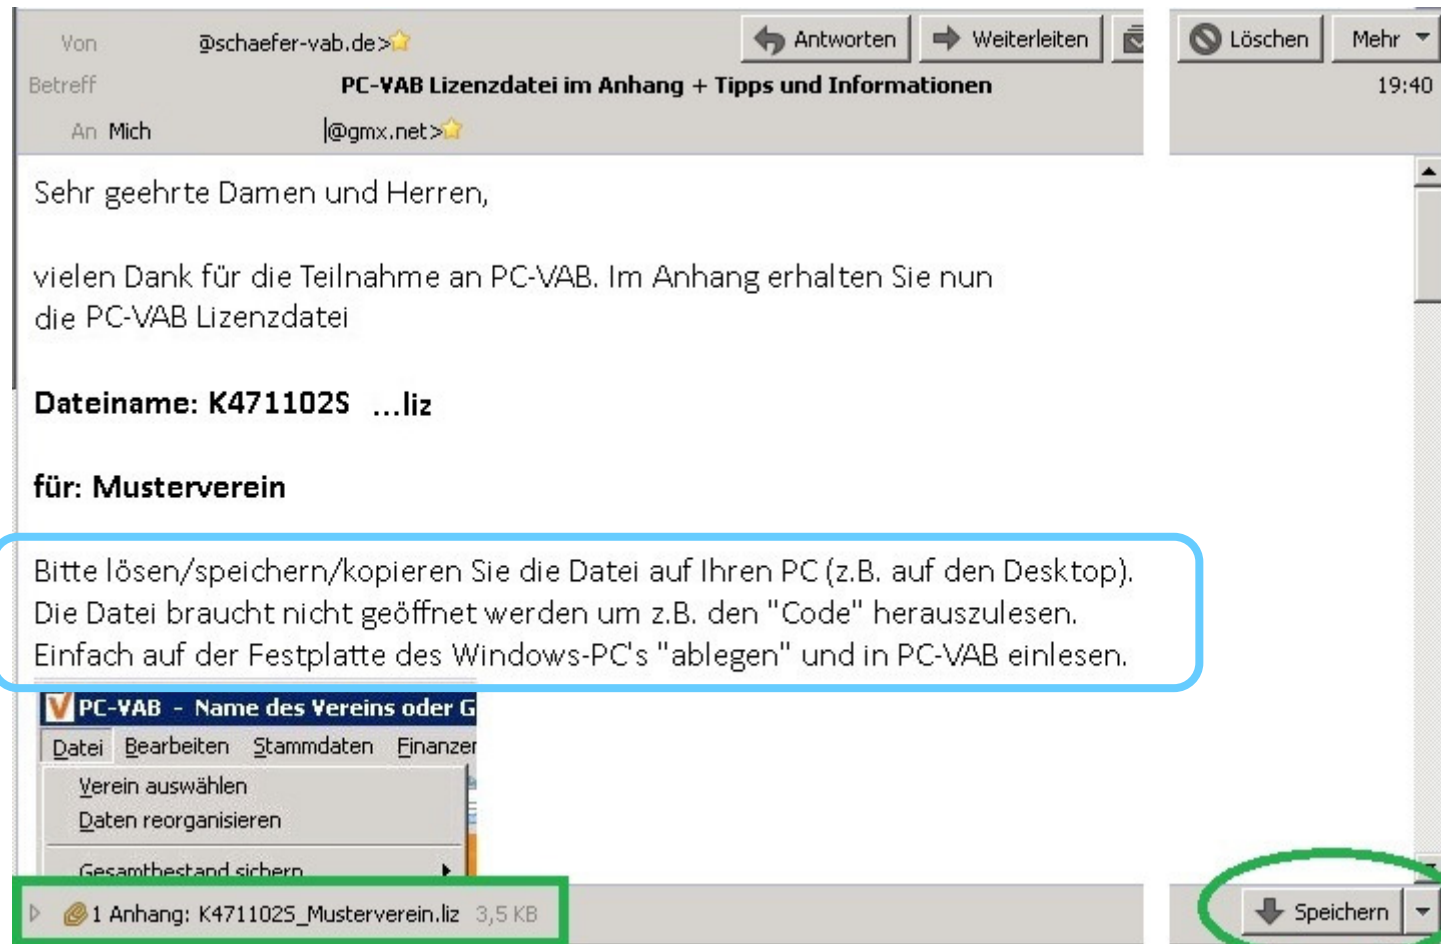 Von @schaefer-vab.de> Antworten Weiterleiten Löschen Mehr
Betreff PC-VAB Lizenzdatei im Anhang + Tipps und Informationen 19:40
An Mich @gmx.net>
Sehr geehrte Damen und Herren,
vielen Dank für die Teilnahme an PC-VAB. Im Anhang erhalten Sie nun
die PC-VAB Lizenzdatei
Dateiname: K471102S ...liz
für: Musterverein
Bitte lösen/speichern/kopieren Sie die Datei auf Ihren PC (z.B. auf den Desktop).
Die Datei braucht nicht geöffnet werden um z.B. den "Code" herauszulesen.
Einfach auf der Festplatte des Windows-PC's "ablegen" und in PC-VAB einlesen.
PC-VAB - Name des Vereins oder G
Datei Bearbeiten Stammdaten Finanzer
Verein auswählen
Daten reorganisieren
Gesamtbestand sichern
1 Anhang: K471102S_Musterverein.liz 3,5 KB Speichern